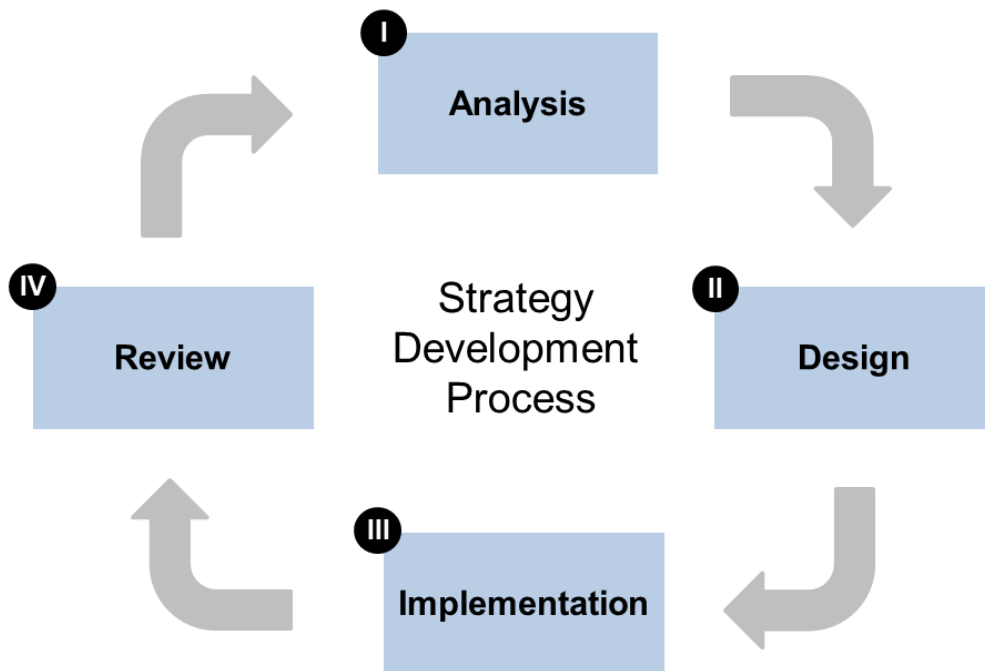 I
Analysis
II
Design
III
Implementation
IV
Review
Strategy
Development
Process